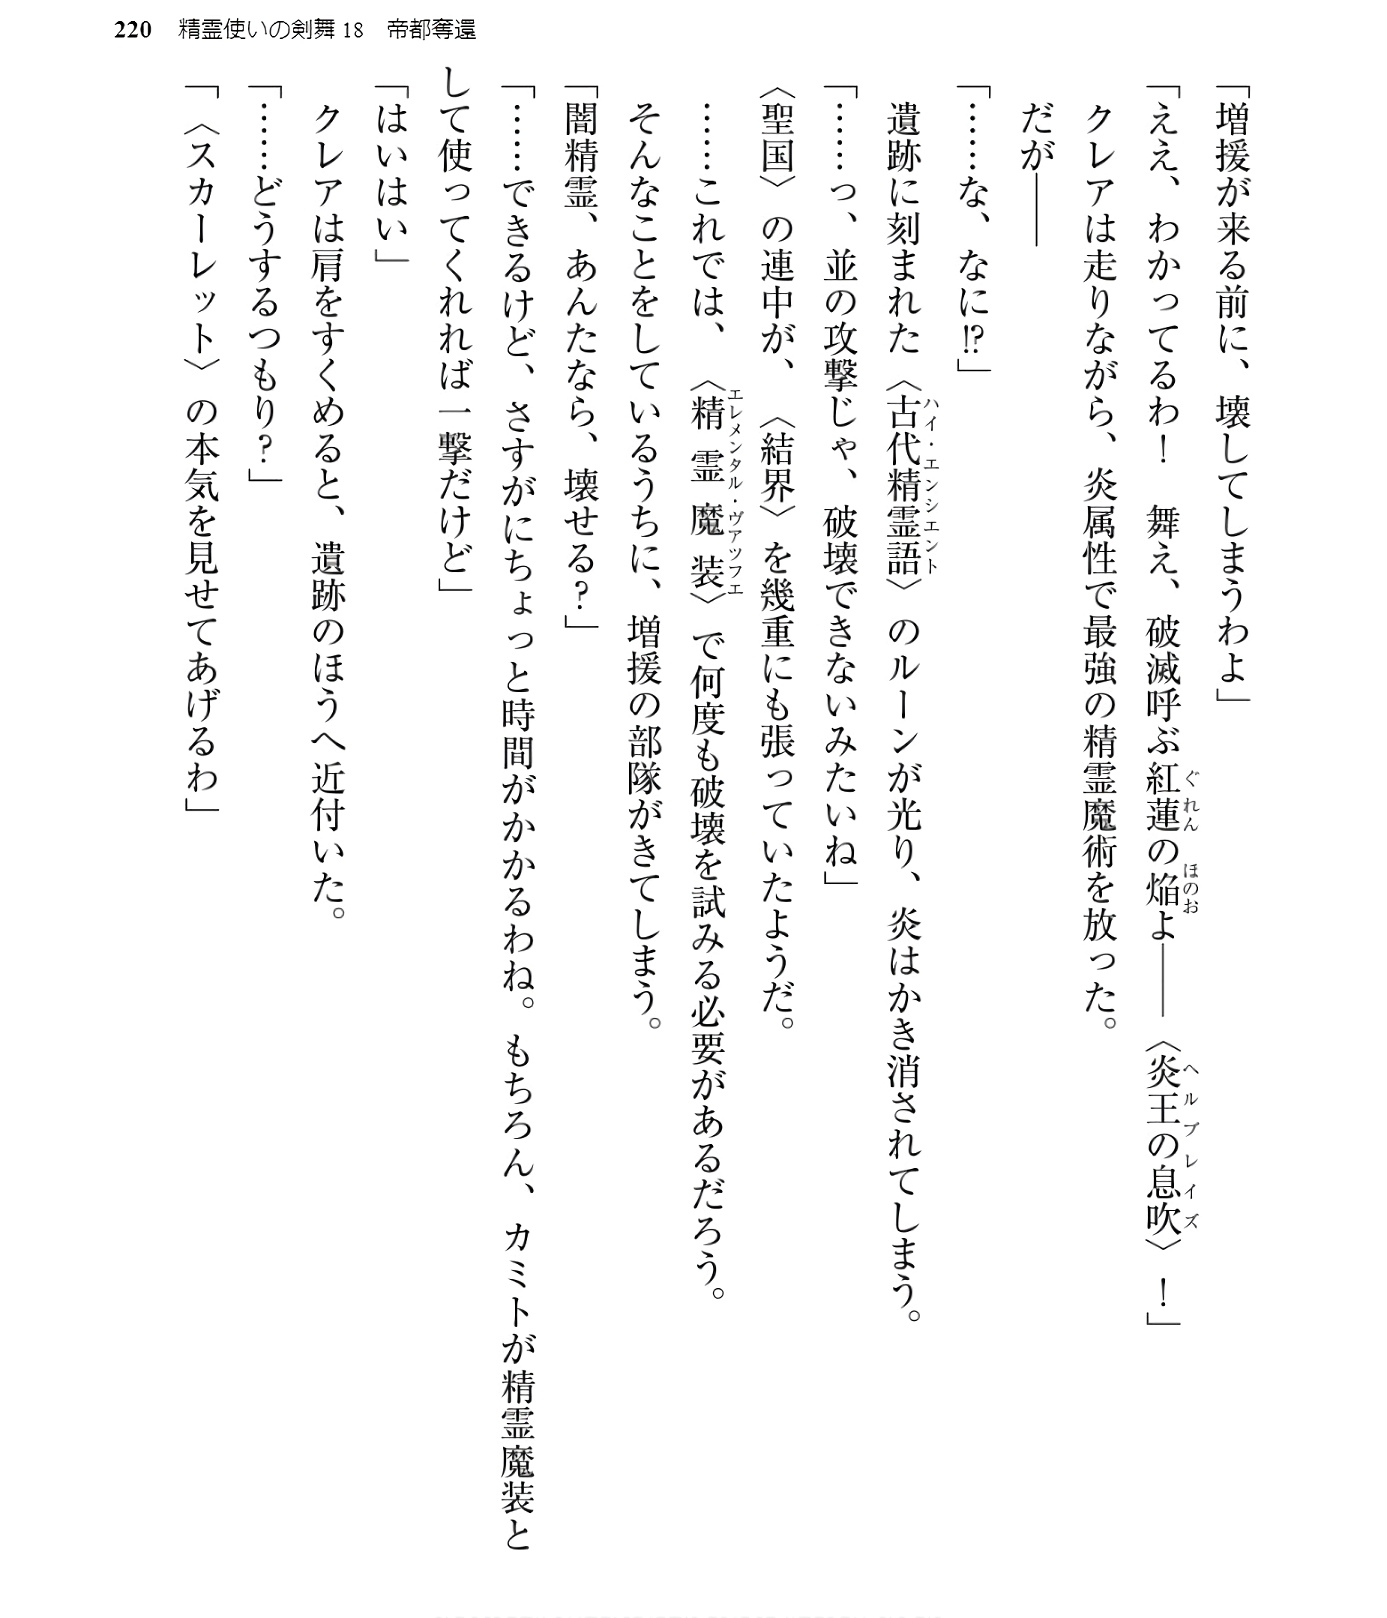 220 精霊使いの剣舞18 帝都奪還
「増援が来る前に、壊してしまうわよ」
「ええ、わかってるわ！　舞え、破滅呼ぶ紅蓮の焔よ――〈炎王の息吹〉！」
ぐれん ほのお ヘルブレイズ
　クレアは走りながら、炎属性で最強の精霊魔術を放った。
　だが――
「……な、なに!?」
　遺跡に刻まれた〈古代精霊語〉のルーンが光り、炎はかき消されてしまう。
ハイ・エンシエント
「……っ、並の攻撃じゃ、破壊できないみたいね」
〈聖国〉の連中が、〈結界〉を幾重にも張っていたようだ。
　……これでは、〈精霊魔装〉で何度も破壊を試みる必要があるだろう。
エレメンタル・ヴァッフェ
　そんなことをしているうちに、増援の部隊がきてしまう。
「闇精霊、あんたなら、壊せる？」
「……できるけど、さすがにちょっと時間がかかるわね。もちろん、カミトが精霊魔装と
して使ってくれれば一撃だけど」
「はいはい」
　クレアは肩をすくめると、遺跡のほうへ近付いた。
「……どうするつもり？」
「〈スカーレット〉の本気を見せてあげるわ」